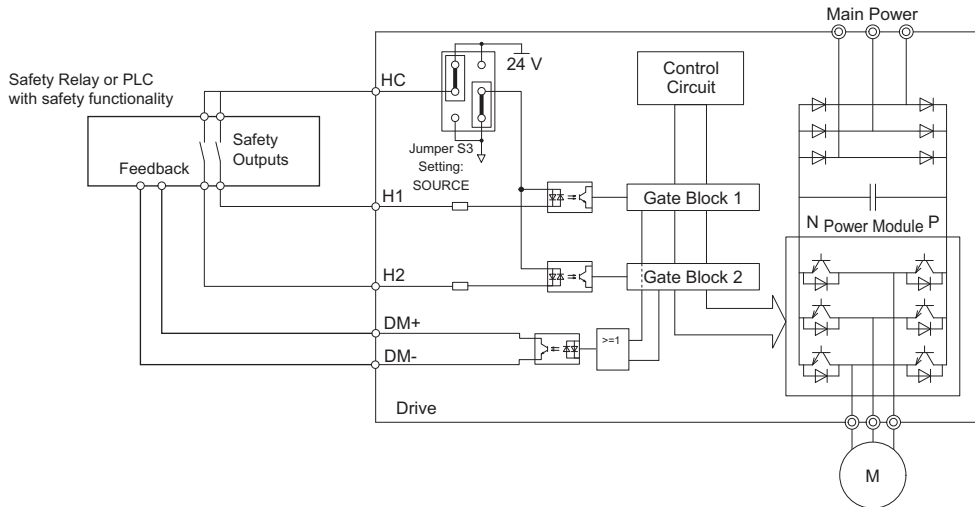 Main Power
24 V
Safety Relay or PLC
with safety functionality
HC
Control
Circuit
Safety
Outputs
Feedback
Jumper S3
Setting:
SOURCE
H1
Gate Block 1
N
P
Power Module
H2
Gate Block 2
DM+
>=1
DM-
Drive
M